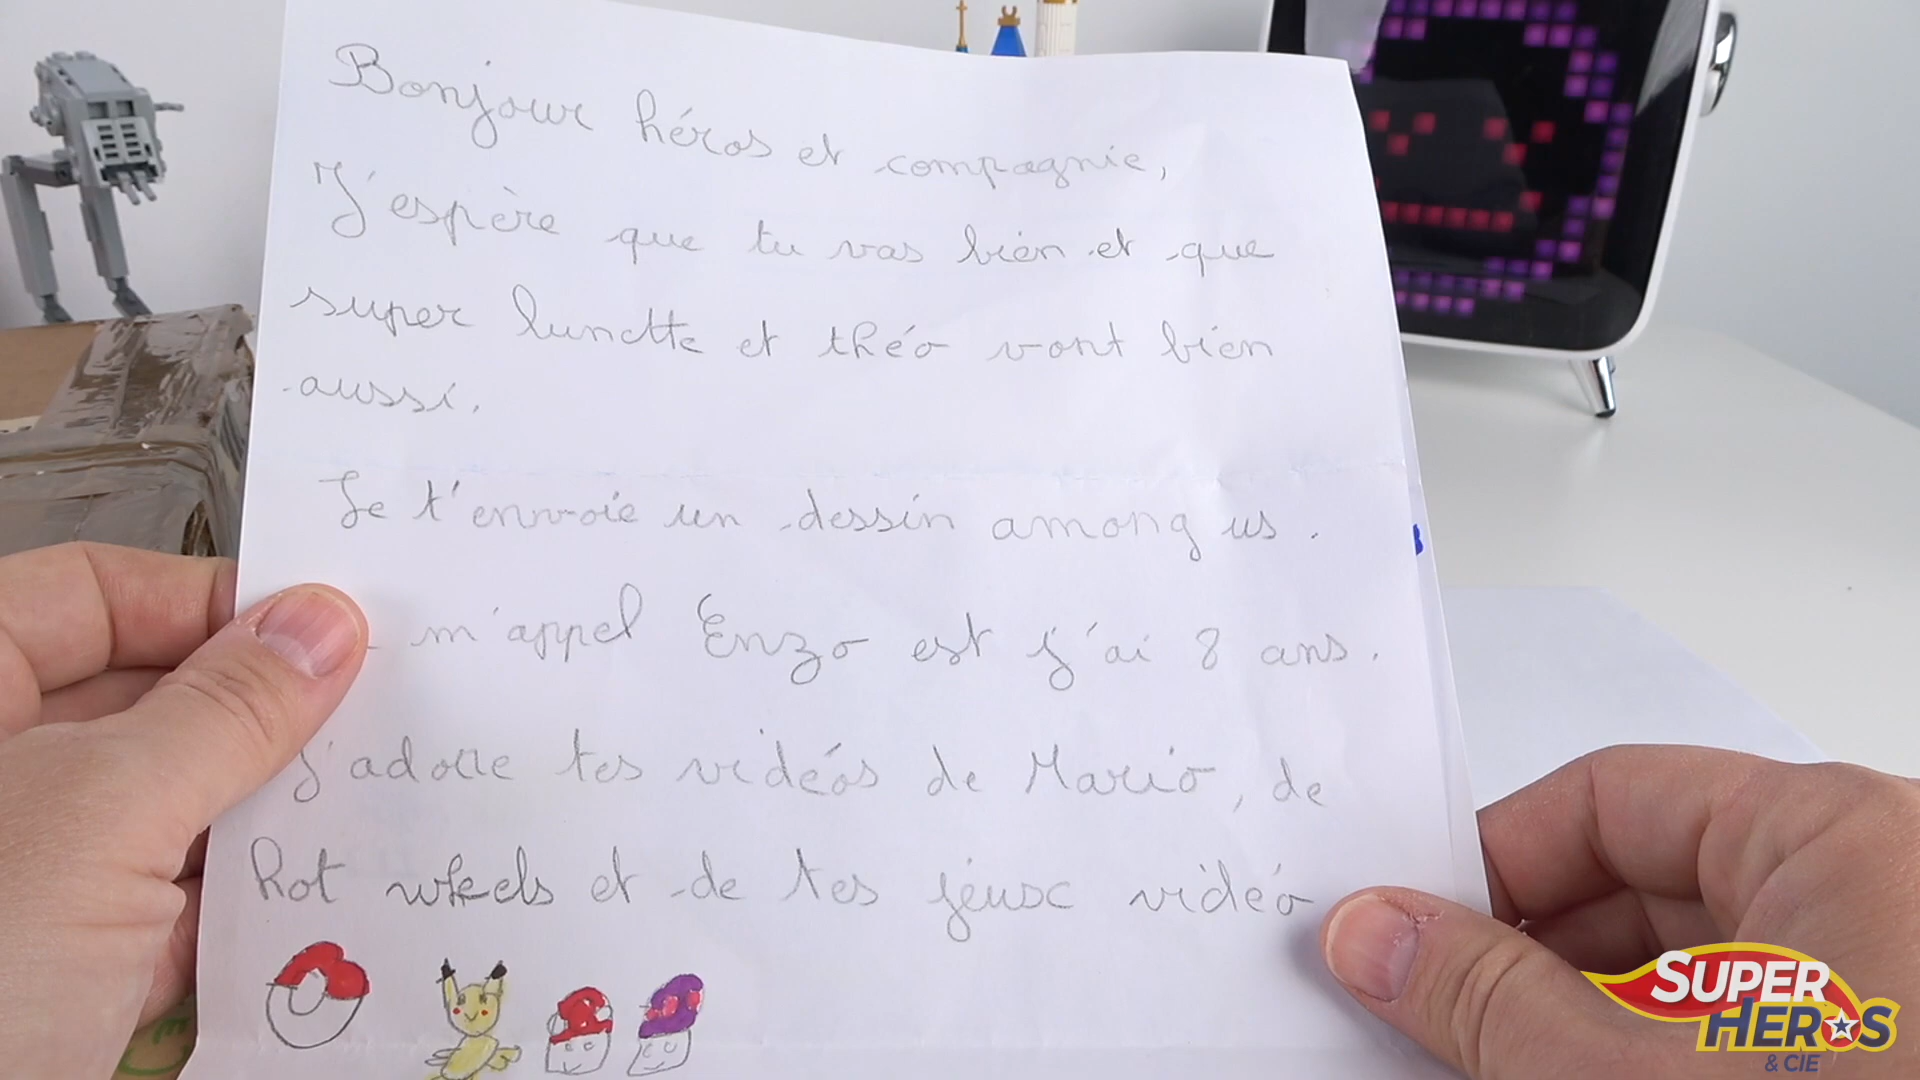 Bonjour héros et compagnie,
J'espère que tu vas bien et que
super lunette et théo vont bien
aussi.
Je t'envoie un dessin among us.
m'appel Enzo est j'ai 8 ans.
J'adore tes vidéos de Mario, de
hot wheels et de tes jeux vidéo
SUPER
HEROS
& CIE